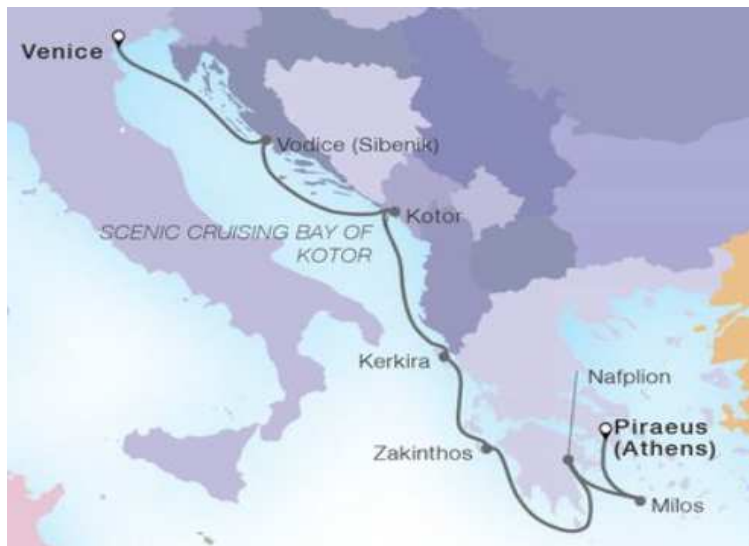 Venice
Vodice (Sibenik)
Kotor
SCENIC CRUISING BAY OF
KOTOR
Kerkira
Nafplion
Zakinthos
Piraeus
(Athens)
Milos